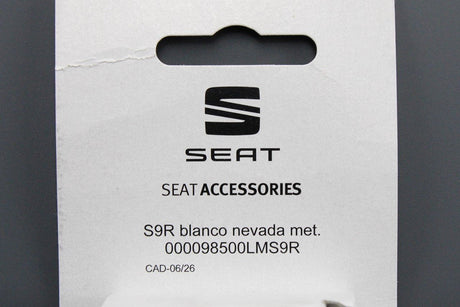 SEAT
SEAT ACCESSORIES
S9R blanco nevada met.
000098500LMS9R
CAD-06/26